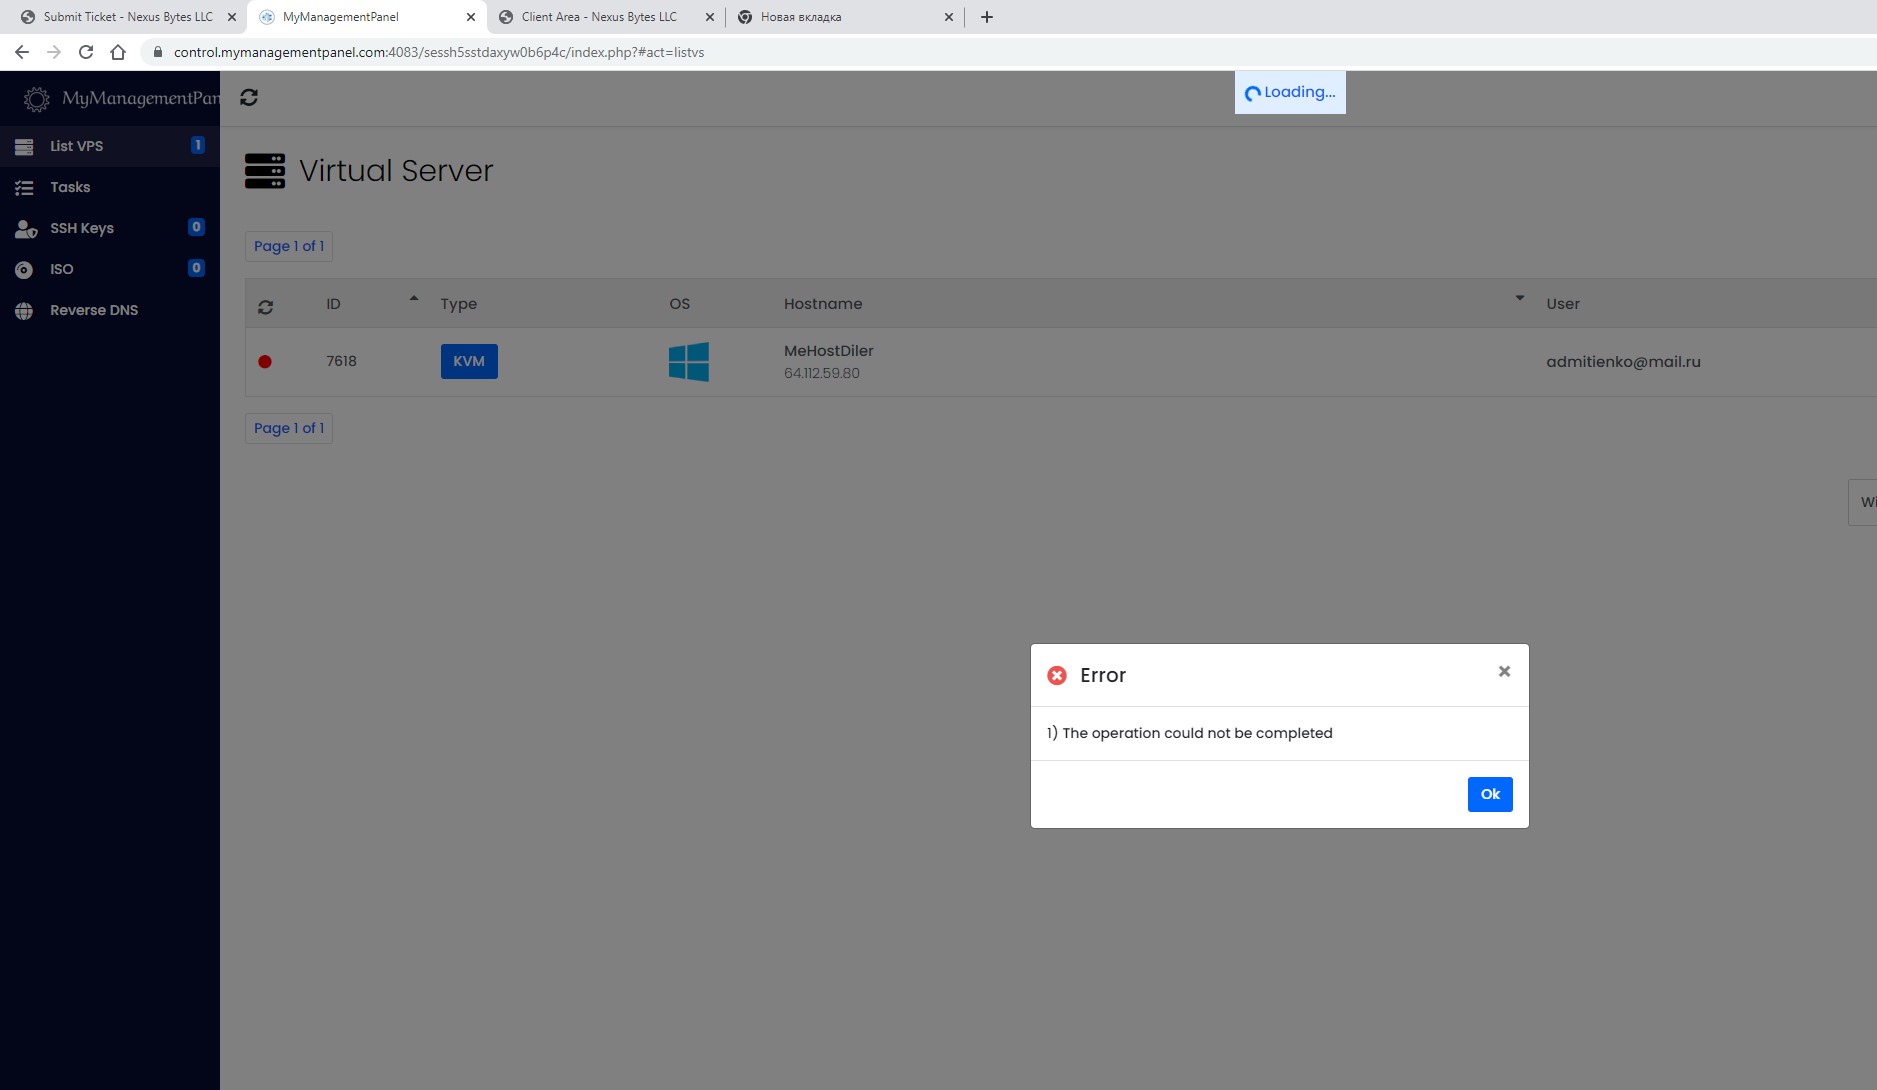 Submit Ticket - Nexus Bytes LLC
MyManagementPanel
Client Area - Nexus Bytes LLC
Новая вкладка
control.mymanagementpanel.com:4083/sessh5sstdaxyw0b6p4c/index.php?#act=listvs
MyManagementPan
Loading...
List VPS 1
Tasks
SSH Keys 0
ISO 0
Reverse DNS
Virtual Server
Page 1 of 1
ID Type OS Hostname User
7618 KVM MeHostDiler admitienko@mail.ru
64.112.59.80
Page 1 of 1
Wi
Error
1) The operation could not be completed
Ok